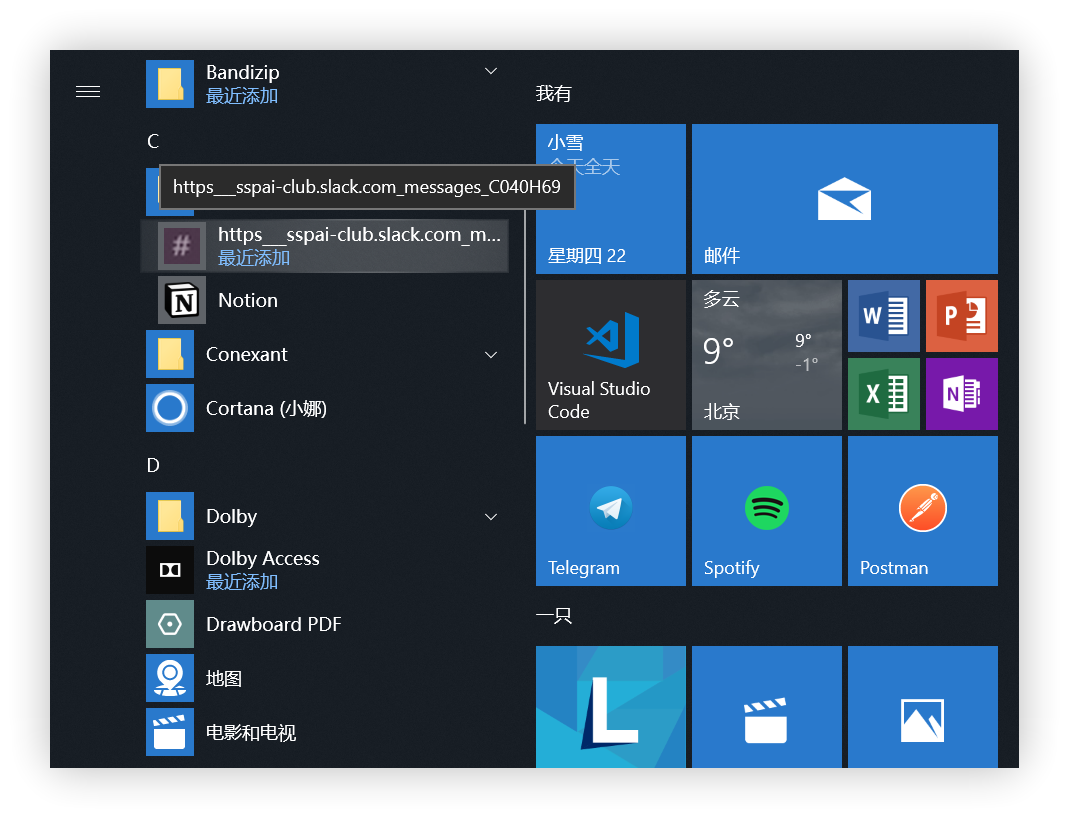 Bandizip
最近添加
C
https___sspai-club.slack.com_messages_C040H69
https___sspai-club.slack.com_m...
最近添加
Notion
Conexant
Cortana (小娜)
D
Dolby
Dolby Access
最近添加
Drawboard PDF
地图
电影和电视
我有
小雪
今天全天
星期四 22
邮件
Visual Studio
Code
多云
9°
9°
-1°
北京
W
P
X
N
Telegram
Spotify
Postman
一只
L